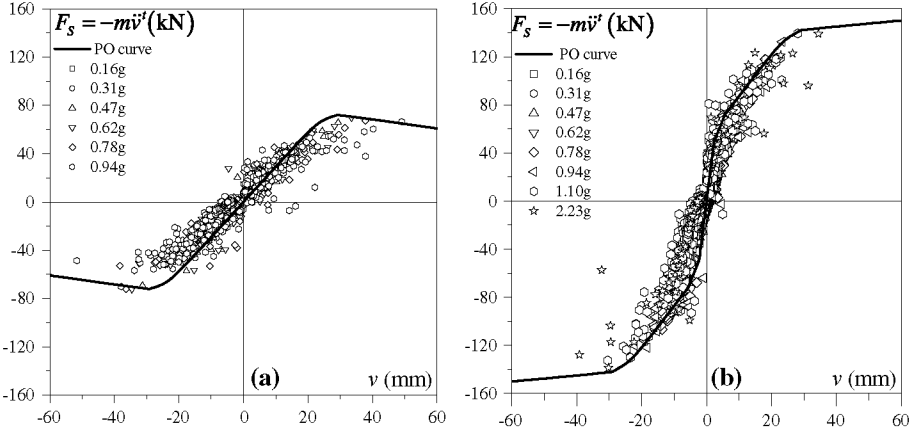 F_S = −mv̈^t (kN)
PO curve
0.16g
0.31g
0.47g
0.62g
0.78g
0.94g
160
120
80
40
0
-40
-80
-120
-160
-60 -40 -20 0 20 40 60
(a)
v (mm)
F_S = −mv̈^t (kN)
PO curve
0.16g
0.31g
0.47g
0.62g
0.78g
0.94g
1.10g
2.23g
160
120
80
40
0
-40
-80
-120
-160
-60 -40 -20 0 20 40 60
(b)
v (mm)